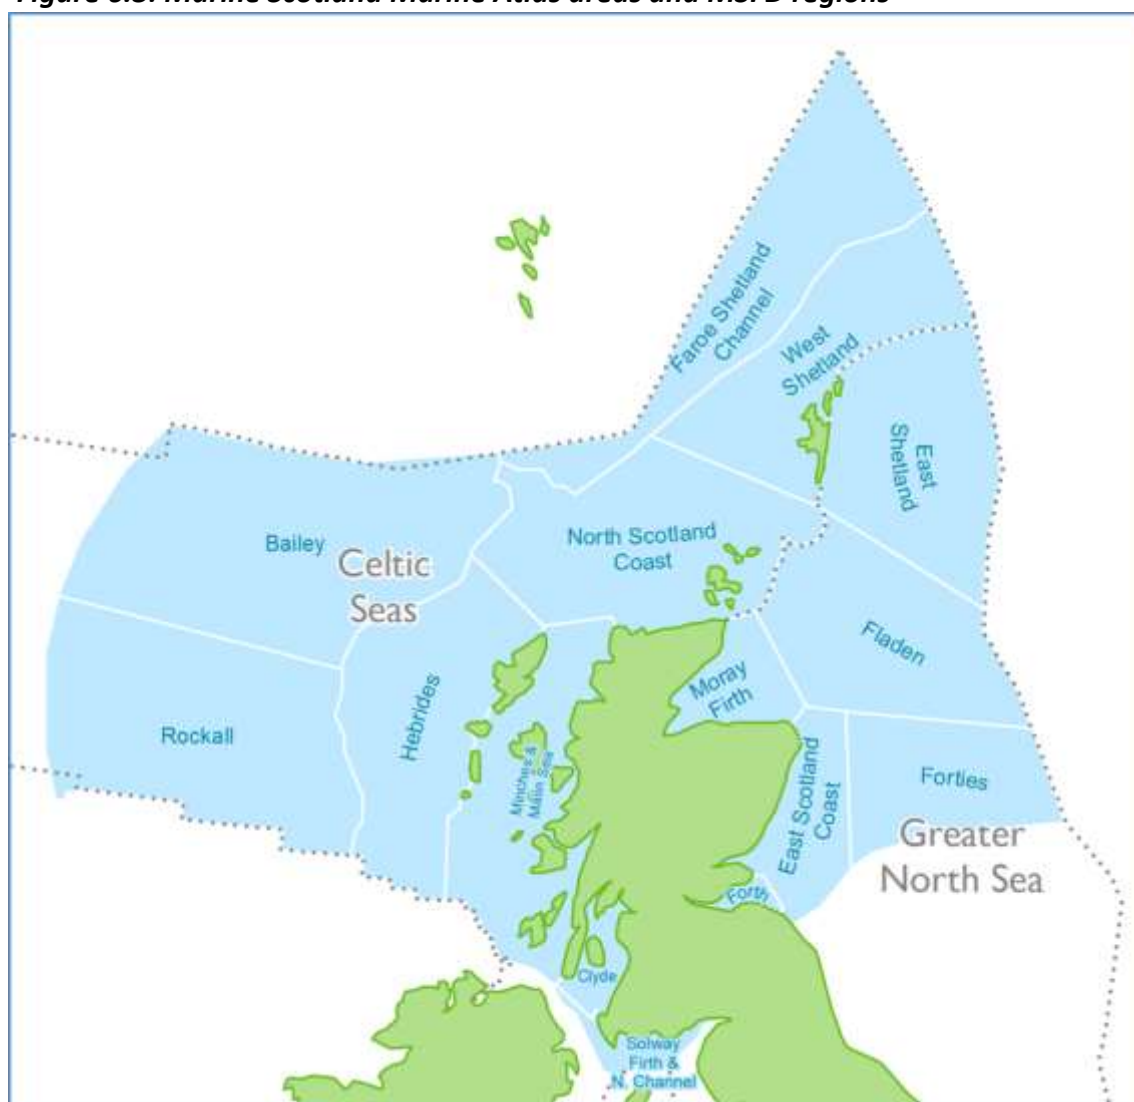 Figure Marine Scotland Marine Atlas areas and MSFD regions
Faroe Shetland
Channel
West
Shetland
East
Shetland
Bailey
Celtic
Seas
North Scotland
Coast
Fladen
Moray
Firth
Hebrides
Rockall
Minches &
Malin Sea
East Scotland
Coast
Forties
Greater
North Sea
Forth
Clyde
Solway
Firth &
N. Channel